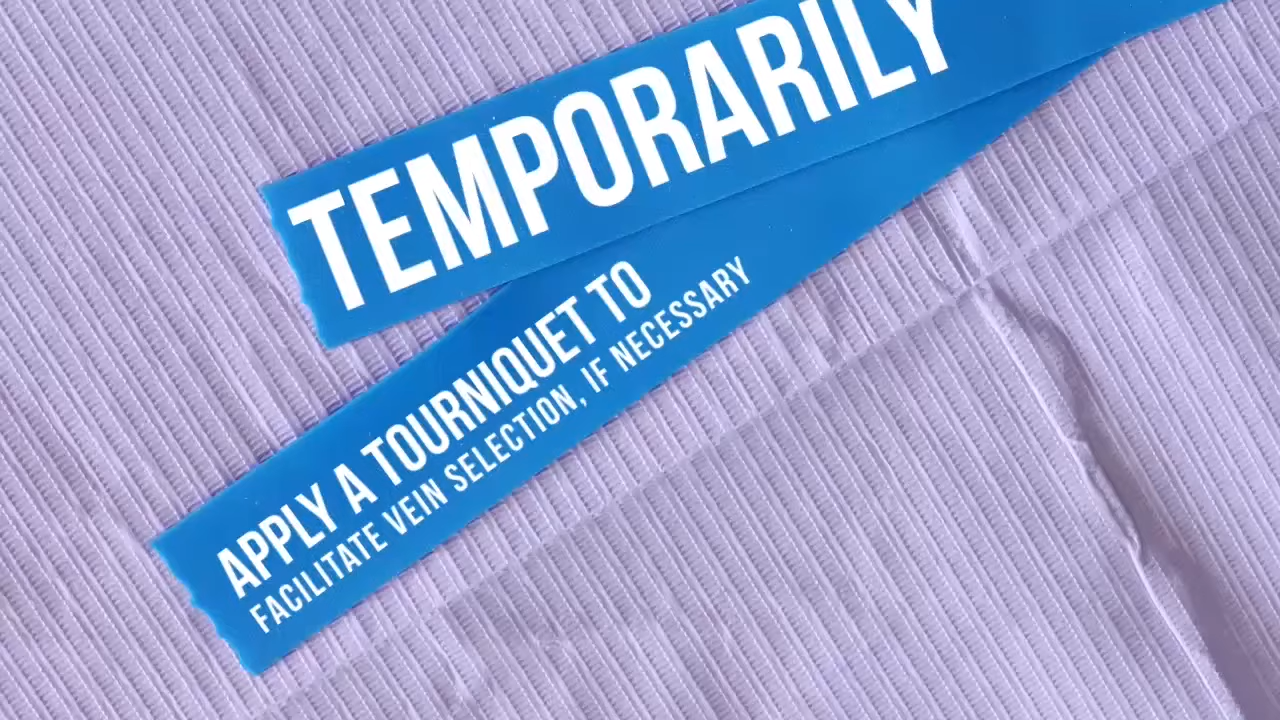 TEMPORARILY
APPLY A TOURNIQUET TO
FACILITATE VEIN SELECTION, IF NECESSARY